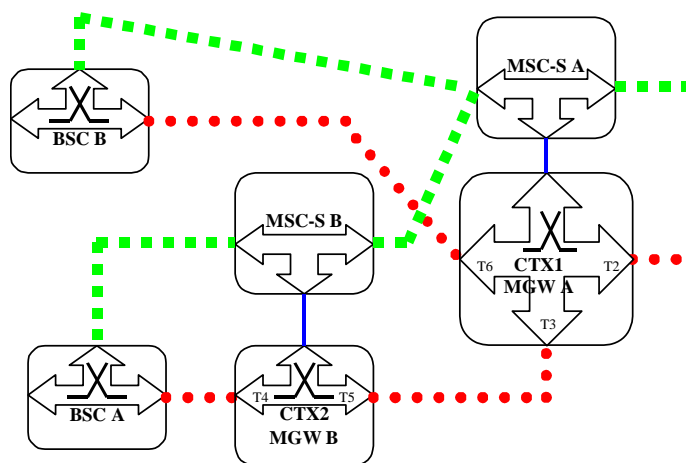 MSC-S A
BSC B
MSC-S B
T6
CTX1
T2
MGW A
T3
BSC A
T4
CTX2
T5
MGW B